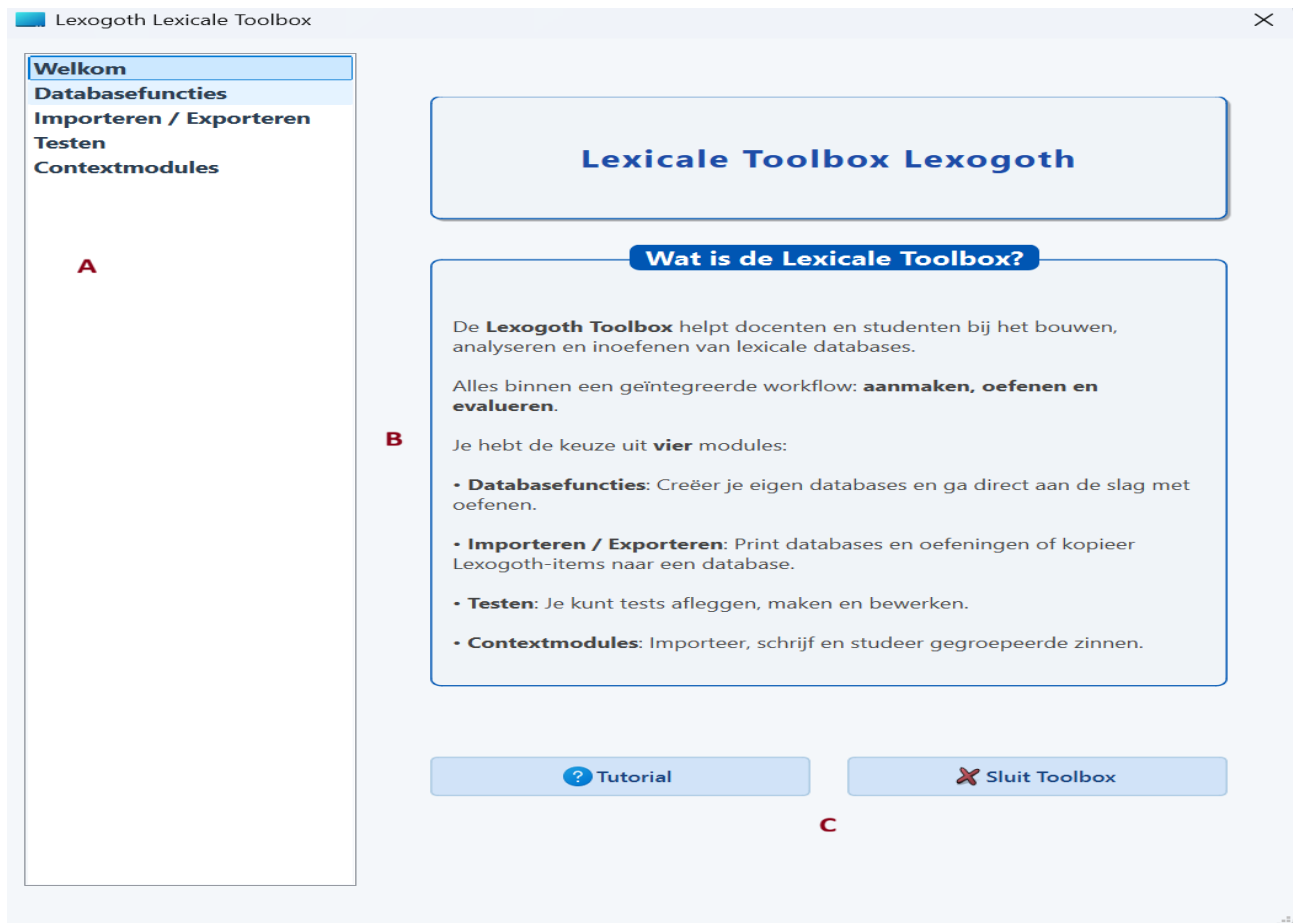 Lexogoth Lexicale Toolbox
Welkom
Databasefuncties
Importeren / Exporteren
Testen
Contextmodules
A
Lexicale Toolbox Lexogoth
Wat is de Lexicale Toolbox?
De Lexogoth Toolbox helpt docenten en studenten bij het bouwen,
analyseren en inoefenen van lexicale databases.
Alles binnen een geïntegreerde workflow: aanmaken, oefenen en
evalueren.
B
Je hebt de keuze uit vier modules:
• Databasefuncties: Creëer je eigen databases en ga direct aan de slag met
oefenen.
• Importeren / Exporteren: Print databases en oefeningen of kopieer
Lexogoth-items naar een database.
• Testen: Je kunt tests afleggen, maken en bewerken.
• Contextmodules: Importeer, schrijf en studeer gegroepeerde zinnen.
? Tutorial
Sluit Toolbox
C